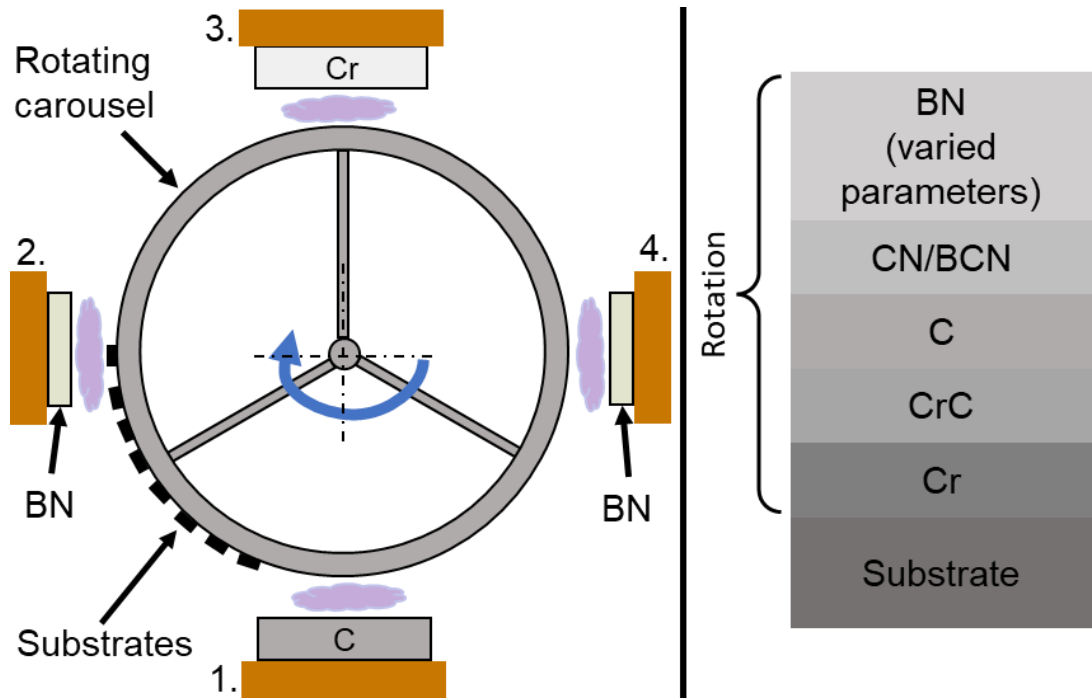 3.
Cr
Rotating
carousel
2.
4.
BN
BN
Substrates
C
1.
Rotation
BN
(varied
parameters)
CN/BCN
C
CrC
Cr
Substrate